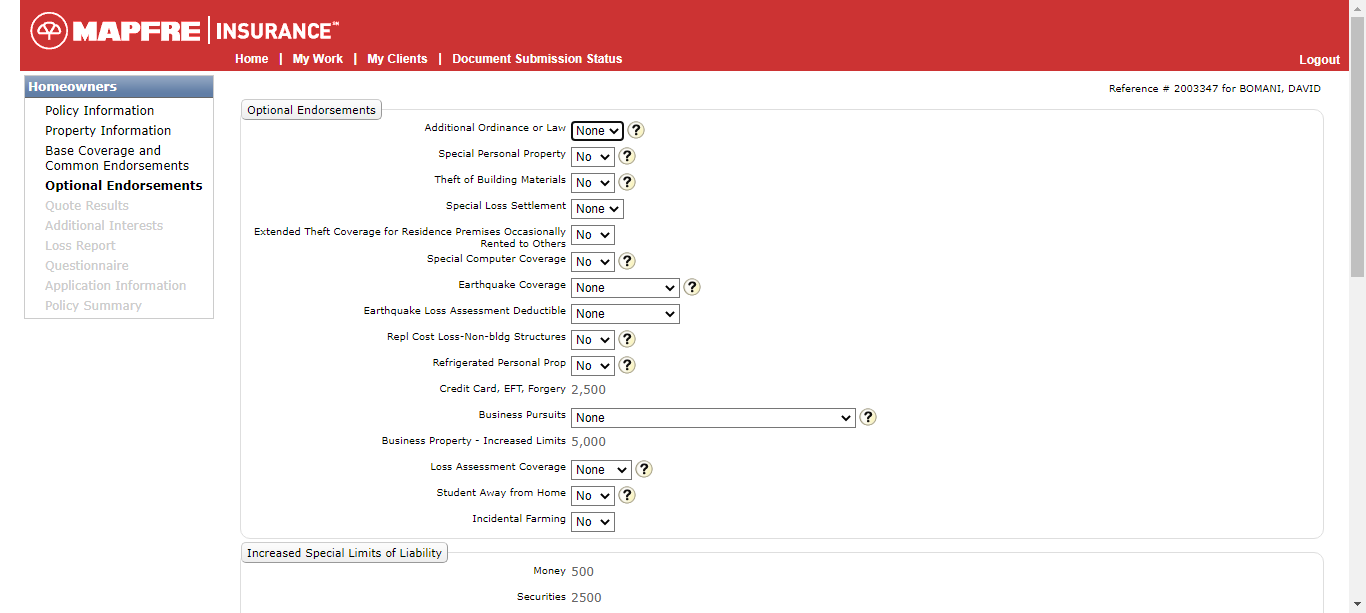 MAPFRE | INSURANCE℠
Home | My Work | My Clients | Document Submission Status
Logout
Homeowners
Policy Information
Property Information
Base Coverage and
Common Endorsements
Optional Endorsements
Quote Results
Additional Interests
Loss Report
Questionnaire
Application Information
Policy Summary
Reference # 2003347 for BOMANI, DAVID
Optional Endorsements
Additional Ordinance or Law None ?
Special Personal Property No ?
Theft of Building Materials No ?
Special Loss Settlement None
Extended Theft Coverage for Residence Premises Occasionally
Rented to Others No
Special Computer Coverage No ?
Earthquake Coverage None ?
Earthquake Loss Assessment Deductible None
Repl Cost Loss-Non-bldg Structures No ?
Refrigerated Personal Prop No ?
Credit Card, EFT, Forgery 2,500
Business Pursuits None ?
Business Property - Increased Limits 5,000
Loss Assessment Coverage None ?
Student Away from Home No ?
Incidental Farming No
Increased Special Limits of Liability
Money 500
Securities 2500